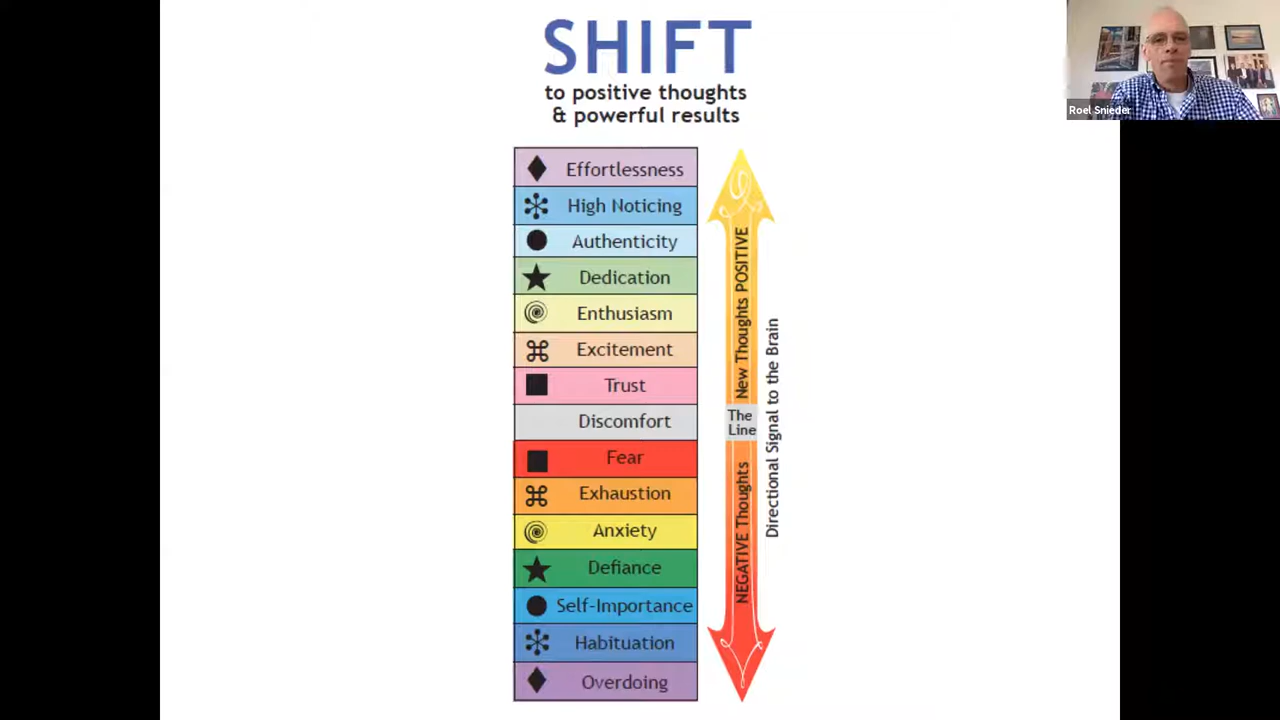 SHIFT
to positive thoughts
& powerful results
Effortlessness
High Noticing
Authenticity
Dedication
Enthusiasm
Excitement
Trust
Discomfort
Fear
Exhaustion
Anxiety
Defiance
Self-Importance
Habituation
Overdoing
New Thoughts POSITIVE
The
Line
NEGATIVE Thoughts
Directional Signal to the Brain
Roel Snieder